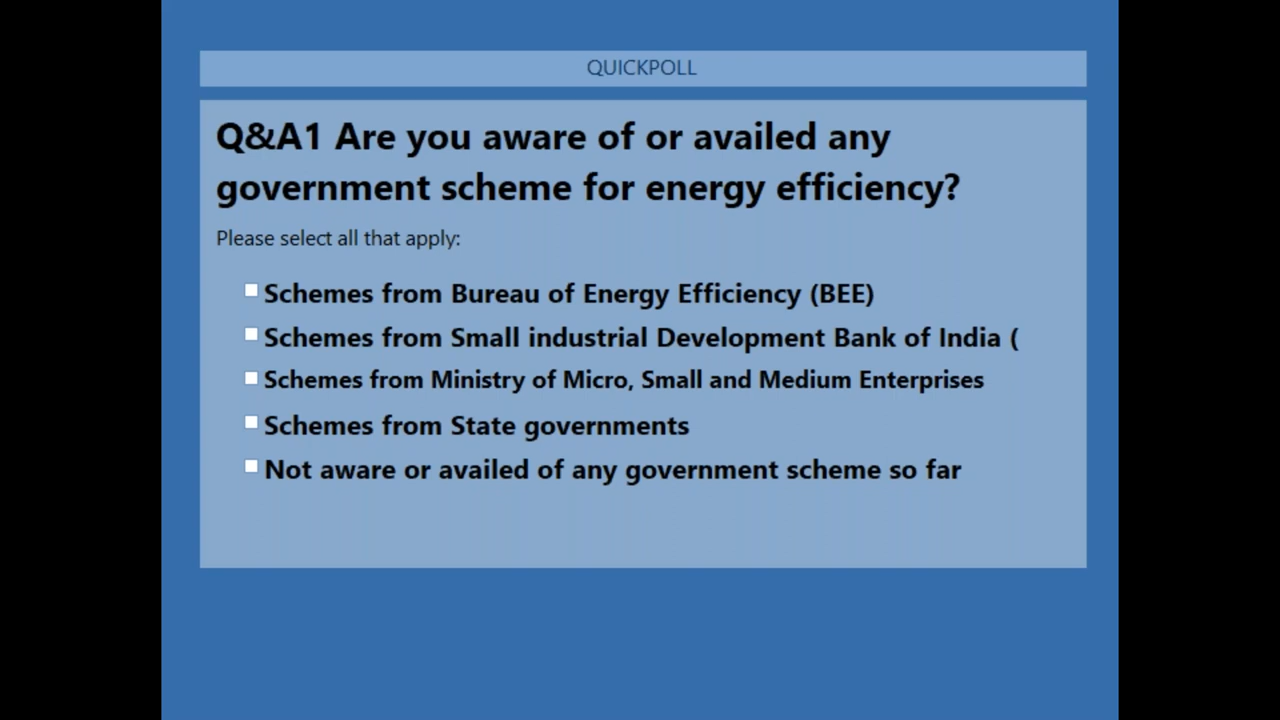 QUICKPOLL
Q&A1 Are you aware of or availed any
government scheme for energy efficiency?
Please select all that apply:
Schemes from Bureau of Energy Efficiency (BEE)
Schemes from Small industrial Development Bank of India (
Schemes from Ministry of Micro, Small and Medium Enterprises
Schemes from State governments
Not aware or availed of any government scheme so far